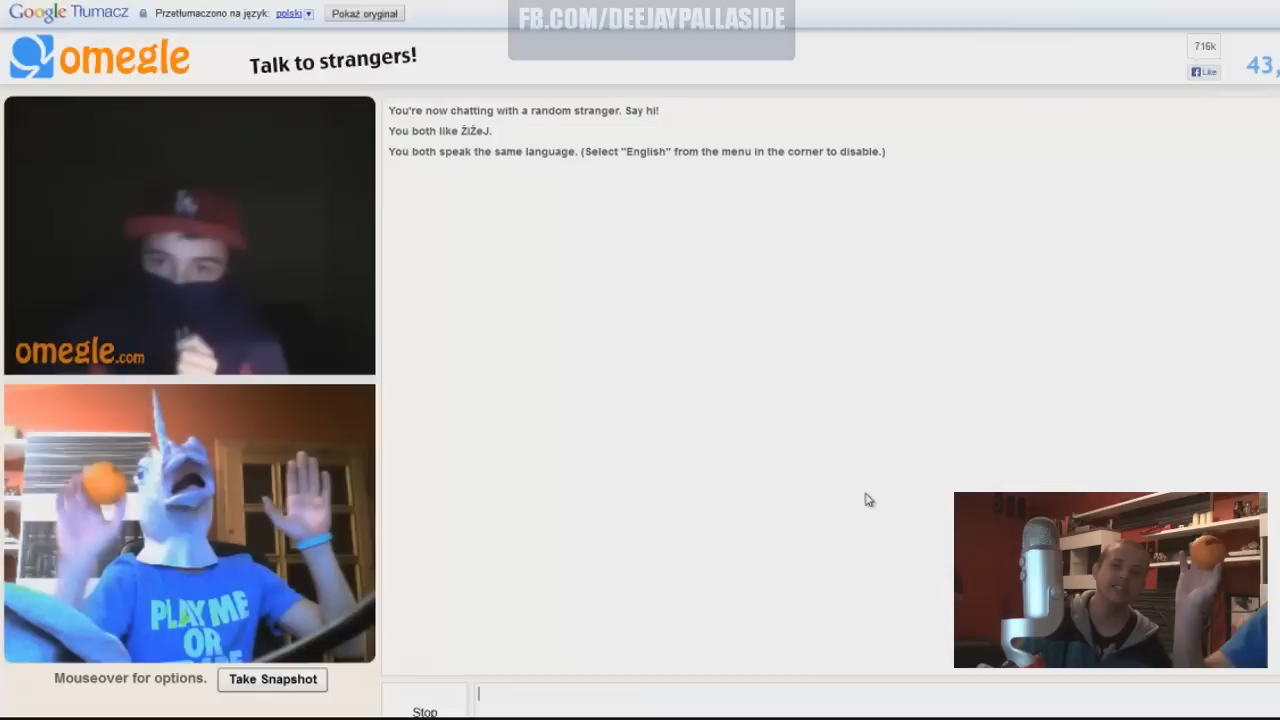 Google Tłumacz
Przetłumaczono na język: polski
Pokaż oryginał
FB.COM/DEEJAYPALLASIDE
omegle
Talk to strangers!
716k
Like
43,
You're now chatting with a random stranger. Say hi!
You both like ŻiŻeJ.
You both speak the same language. (Select "English" from the menu in the corner to disable.)
omegle.com
PLAY ME
OR
Mouseover for options.
Take Snapshot
Stop